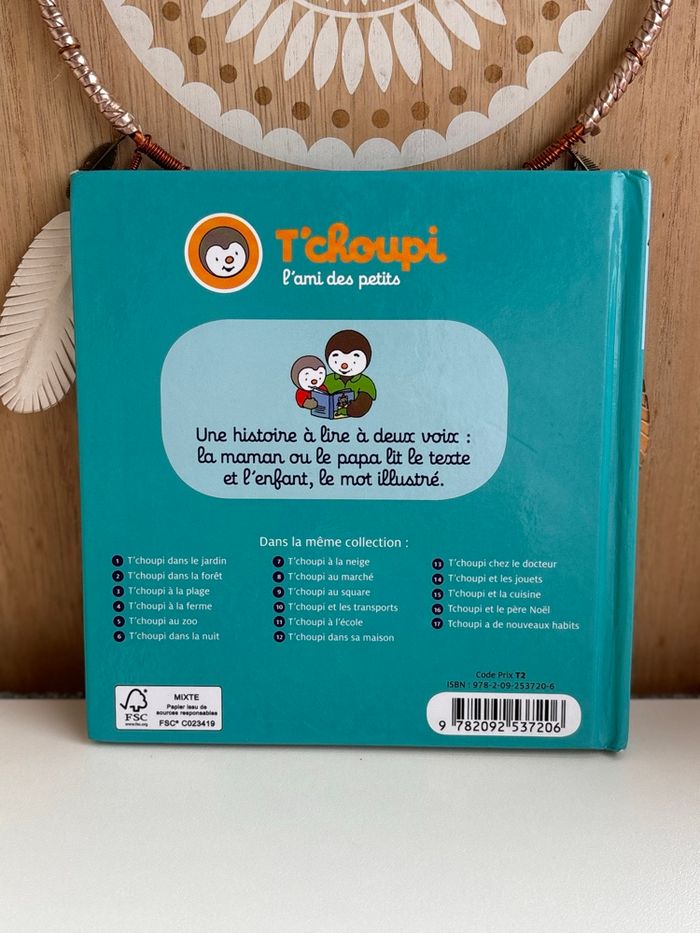 T'choupi
l'ami des petits
Une histoire à lire à deux voix :
la maman ou le papa lit le texte
et l'enfant, le mot illustré.
Dans la même collection :
1 T'choupi dans le jardin
2 T'choupi dans la forêt
3 T'choupi à la plage
4 T'choupi à la ferme
5 T'choupi au zoo
6 T'choupi dans la nuit
7 T'choupi à la neige
8 T'choupi au marché
9 T'choupi au square
10 T'choupi et les transports
11 T'choupi à l'école
12 T'choupi dans sa maison
13 T'choupi chez le docteur
14 T'choupi et les jouets
15 T'choupi et la cuisine
16 Tchoupi et le père Noël
17 Tchoupi a de nouveaux habits
FSC
www.fsc.org
MIXTE
Papier issu de
sources responsables
FSC® C023419
Code Prix T2
ISBN : 978-2-09-253720-6
9 782092 537206